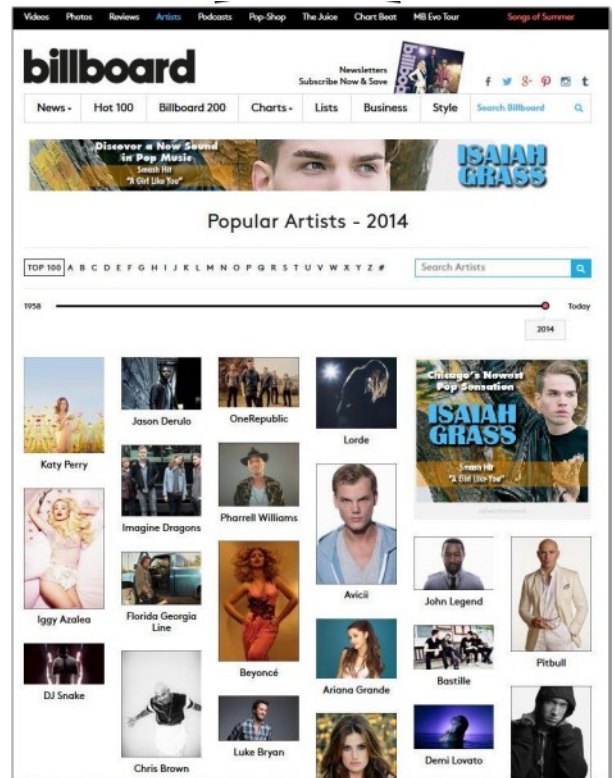 Videos Photos Reviews Artists Podcasts Pop-Shop The Juice Chart Beat MB Evo Tour Songs of Summer
billboard
Newsletters
Subscribe Now & Save
billboard
News Hot 100 Billboard 200 Charts Lists Business Style Search Billboard
Discover a New Sound
in Pop Music
Smash Hit
"A Girl Like You"
ISAIAH
GRASS
Popular Artists - 2014
TOP 100 A B C D E F G H I J K L M N O P Q R S T U V W X Y Z #
Search Artists
1958
Today
2014
Katy Perry
Iggy Azalea
DJ Snake
Jason Derulo
Imagine Dragons
Florida Georgia
Line
Chris Brown
OneRepublic
Pharrell Williams
Beyoncé
Luke Bryan
Lorde
Avicii
Ariana Grande
Chicago's Newest
Pop Sensation
ISAIAH
GRASS
Smash Hit
"A Girl Like You"
advertisement
John Legend
Bastille
Demi Lovato
Pitbull